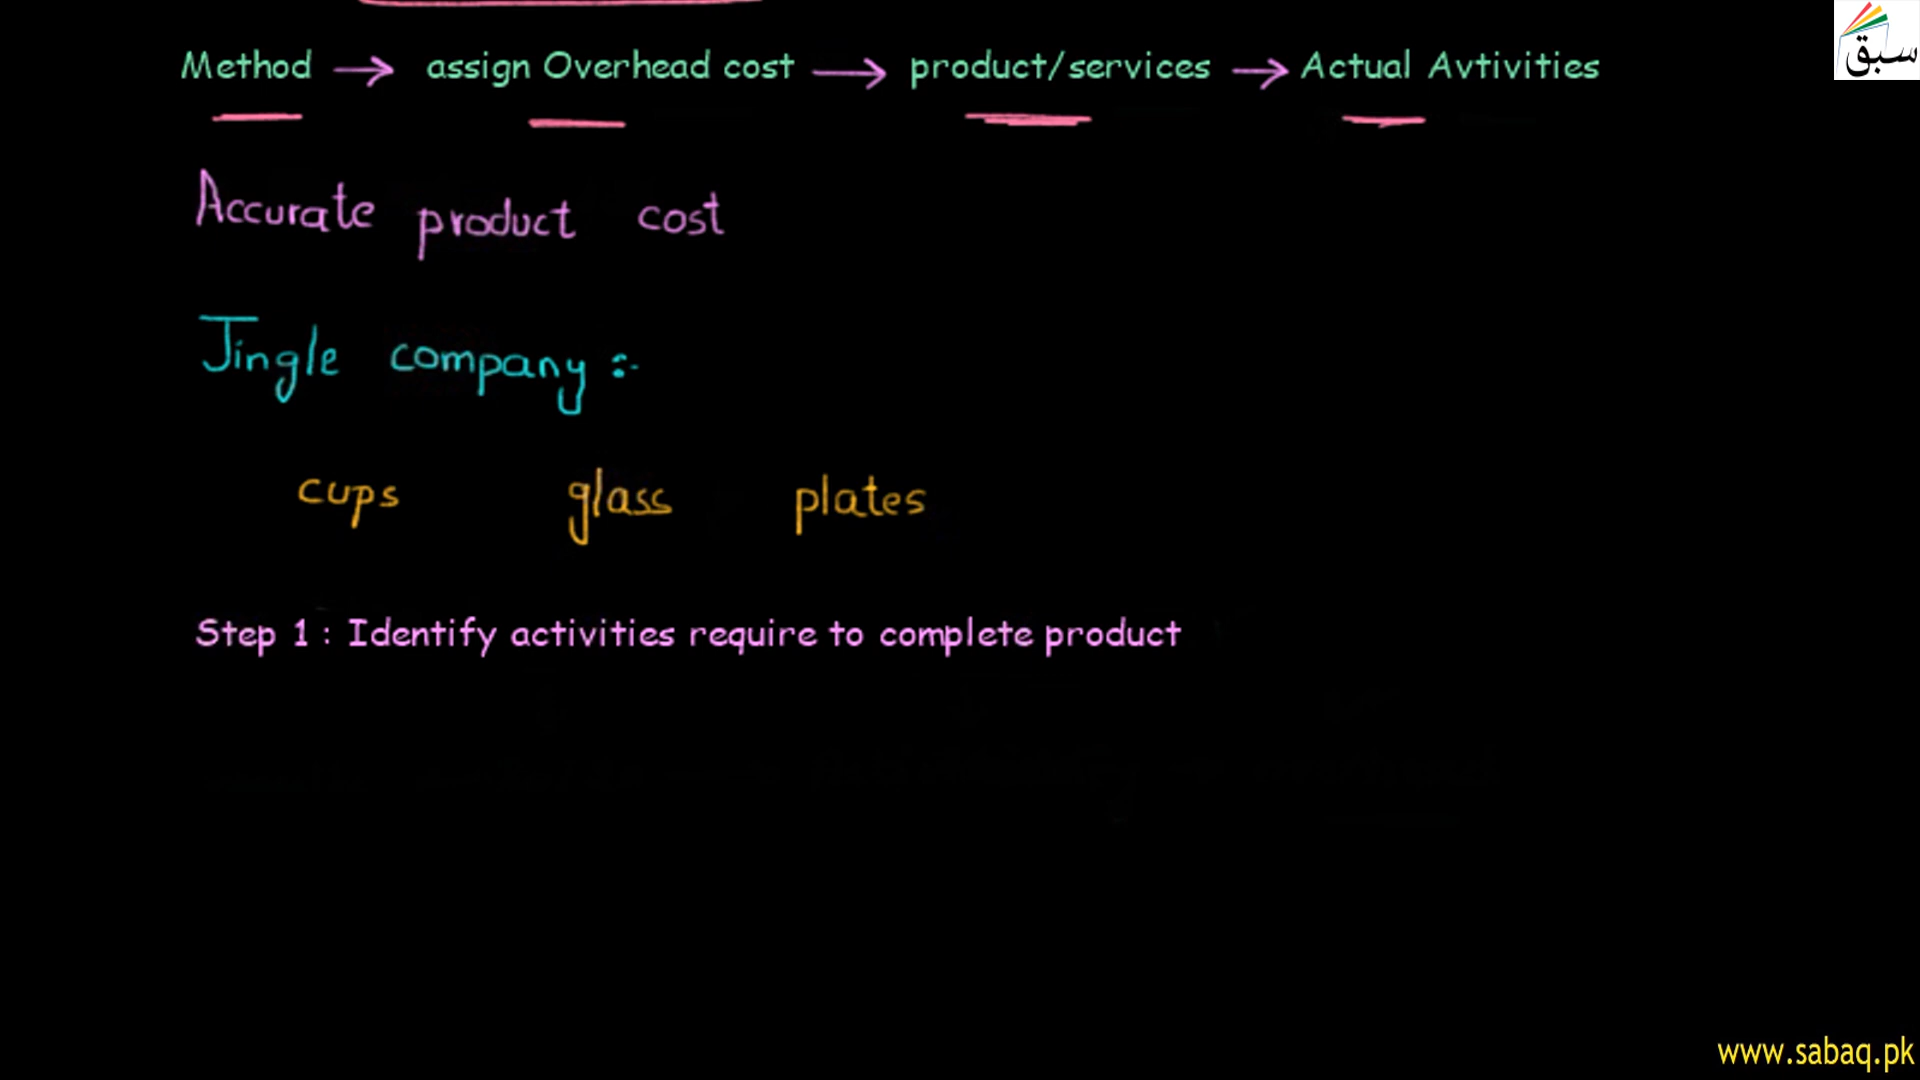 Method → assign Overhead cost → product/services → Actual Avtivities
سبق
Accurate product cost
Jingle company :-
cups glass plates
Step 1 : Identify activities require to complete product
www.sabaq.pk